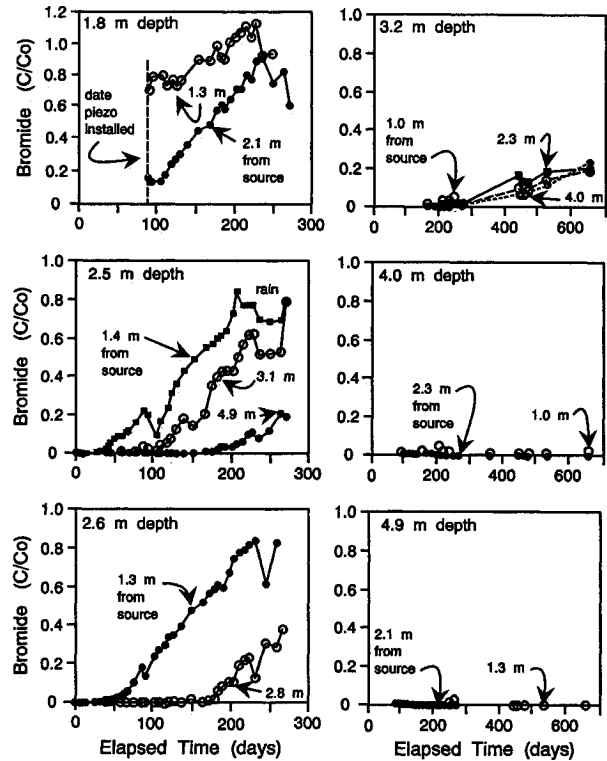 1.8 m depth
Bromide (C/Co)
1.2
1.0
0.8
0.6
0.4
0.2
0
date
piezo
installed
1.3 m
2.1 m
from
source
0
100
200
300
3.2 m depth
1.0
0.8
0.6
0.4
0.2
0
1.0 m
from
source
2.3 m
4.0 m
0
200
400
600
2.5 m depth
Bromide (C/Co)
1.0
0.8
0.6
0.4
0.2
0
rain
1.4 m
from
source
3.1 m
4.9 m
0
100
200
300
4.0 m depth
1.0
0.8
0.6
0.4
0.2
0
2.3 m
from
source
1.0 m
0
200
400
600
2.6 m depth
Bromide (C/Co)
1.0
0.8
0.6
0.4
0.2
0
1.3 m
from
source
2.8 m
0
100
200
300
Elapsed Time (days)
4.9 m depth
1.0
0.8
0.6
0.4
0.2
0
2.1 m
from
source
1.3 m
0
200
400
600
Elapsed Time (days)